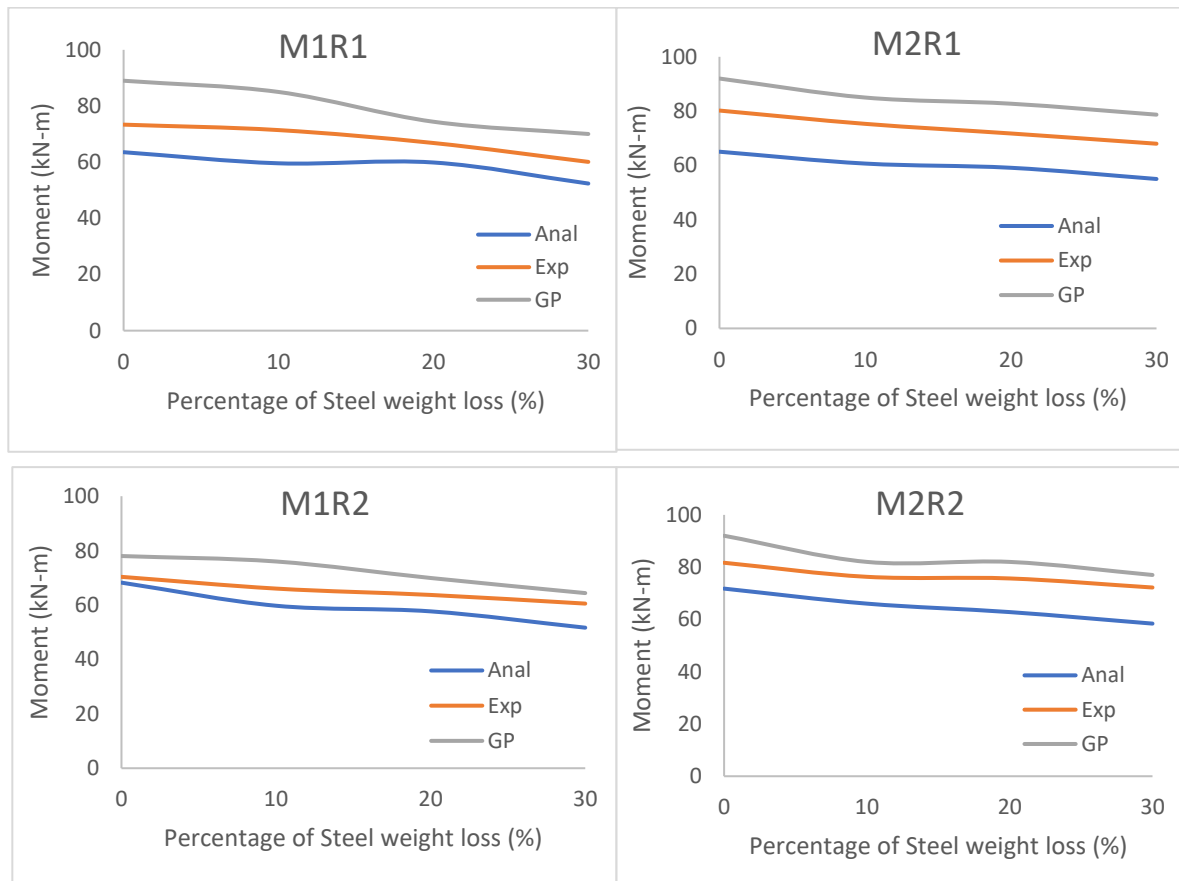 M1R1
Moment (kN-m)
100
80
60
40
20
0
Anal
Exp
GP
0 10 20 30
Percentage of Steel weight loss (%)
M2R1
Moment (kN-m)
100
80
60
40
20
0
Anal
Exp
GP
0 10 20 30
Percentage of Steel weight loss (%)
M1R2
Moment (kN-m)
100
80
60
40
20
0
Anal
Exp
GP
0 10 20 30
Percentage of Steel weight loss (%)
M2R2
Moment (kN-m)
100
80
60
40
20
0
Anal
Exp
GP
0 10 20 30
Percentage of Steel weight loss (%)